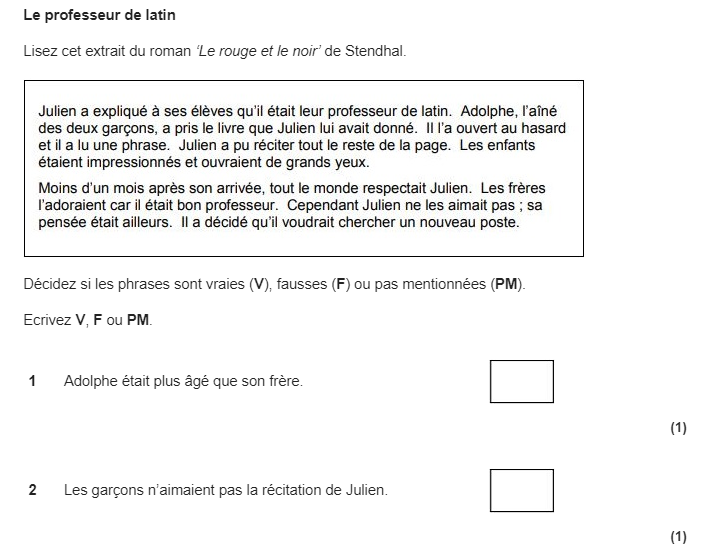 Le professeur de latin
Lisez cet extrait du roman ‘Le rouge et le noir’ de Stendhal.
Julien a expliqué à ses élèves qu’il était leur professeur de latin.  Adolphe, l’aîné
des deux garçons, a pris le livre que Julien lui avait donné.  Il l’a ouvert au hasard
et il a lu une phrase.  Julien a pu réciter tout le reste de la page.  Les enfants
étaient impressionnés et ouvraient de grands yeux.
Moins d’un mois après son arrivée, tout le monde respectait Julien.  Les frères
l’adoraient car il était bon professeur.  Cependant Julien ne les aimait pas ; sa
pensée était ailleurs.  Il a décidé qu’il voudrait chercher un nouveau poste.
Décidez si les phrases sont vraies (V), fausses (F) ou pas mentionnées (PM).
Ecrivez V, F ou PM.
1 Adolphe était plus âgé que son frère.
(1)
2 Les garçons n’aimaient pas la récitation de Julien.
(1)